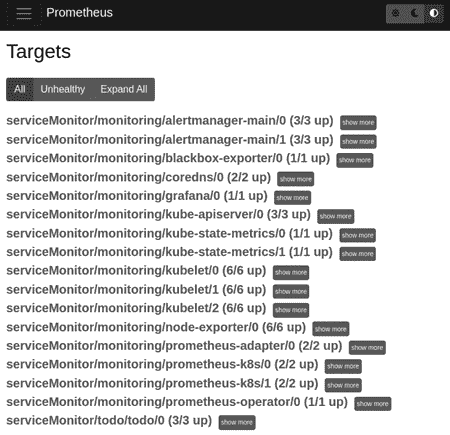 Prometheus
Targets
All Unhealthy Expand All
serviceMonitor/monitoring/alertmanager-main/0 (3/3 up) show more
serviceMonitor/monitoring/alertmanager-main/1 (3/3 up) show more
serviceMonitor/monitoring/blackbox-exporter/0 (1/1 up) show more
serviceMonitor/monitoring/coredns/0 (2/2 up) show more
serviceMonitor/monitoring/grafana/0 (1/1 up) show more
serviceMonitor/monitoring/kube-apiserver/0 (3/3 up) show more
serviceMonitor/monitoring/kube-state-metrics/0 (1/1 up) show more
serviceMonitor/monitoring/kube-state-metrics/1 (1/1 up) show more
serviceMonitor/monitoring/kubelet/0 (6/6 up) show more
serviceMonitor/monitoring/kubelet/1 (6/6 up) show more
serviceMonitor/monitoring/kubelet/2 (6/6 up) show more
serviceMonitor/monitoring/node-exporter/0 (6/6 up) show more
serviceMonitor/monitoring/prometheus-adapter/0 (2/2 up) show more
serviceMonitor/monitoring/prometheus-k8s/0 (2/2 up) show more
serviceMonitor/monitoring/prometheus-k8s/1 (2/2 up) show more
serviceMonitor/monitoring/prometheus-operator/0 (1/1 up) show more
serviceMonitor/todo/todo/0 (3/3 up) show more